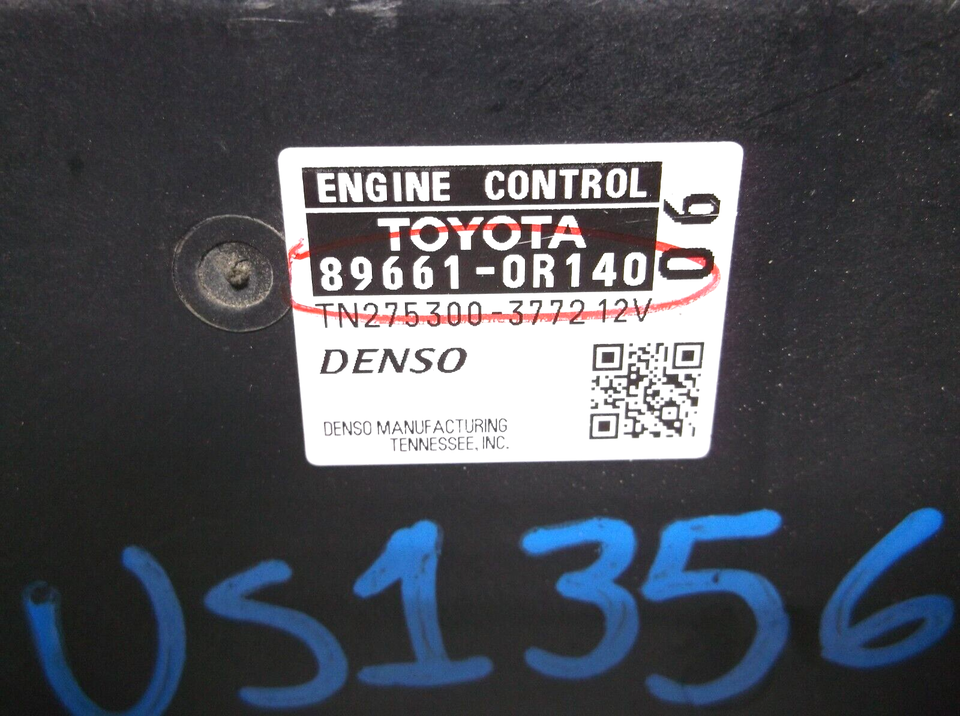 ENGINE CONTROL
TOYOTA
89661-0R140
06
TN275300-3772 12V
DENSO
DENSO MANUFACTURING
TENNESSEE, INC.
US1356